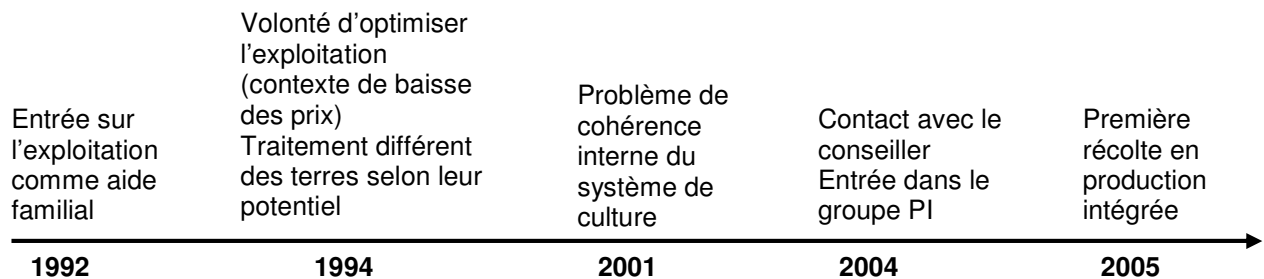 Entrée sur
l'exploitation
comme aide
familial
Volonté d'optimiser
l'exploitation
(contexte de baisse
des prix)
Traitement différent
des terres selon leur
potentiel
Problème de
cohérence
interne du
système de
culture
Contact avec le
conseiller
Entrée dans le
groupe PI
Première
récolte en
production
intégrée
1992
1994
2001
2004
2005